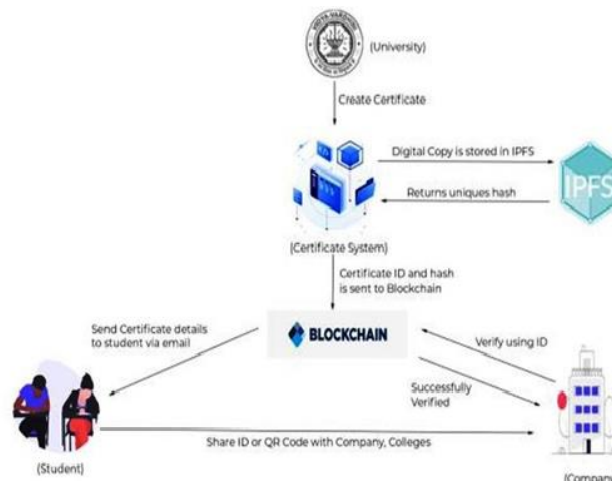 (University)
Create Certificate
Digital Copy is stored in IPFS
IPFS
Returns uniques hash
(Certificate System)
Certificate ID and hash
is sent to Blockchain
Send Certificate details
to student via email
BLOCKCHAIN
Verify using ID
Successfully
Verified
Share ID or QR Code with Company, Colleges
(Student)
(Company